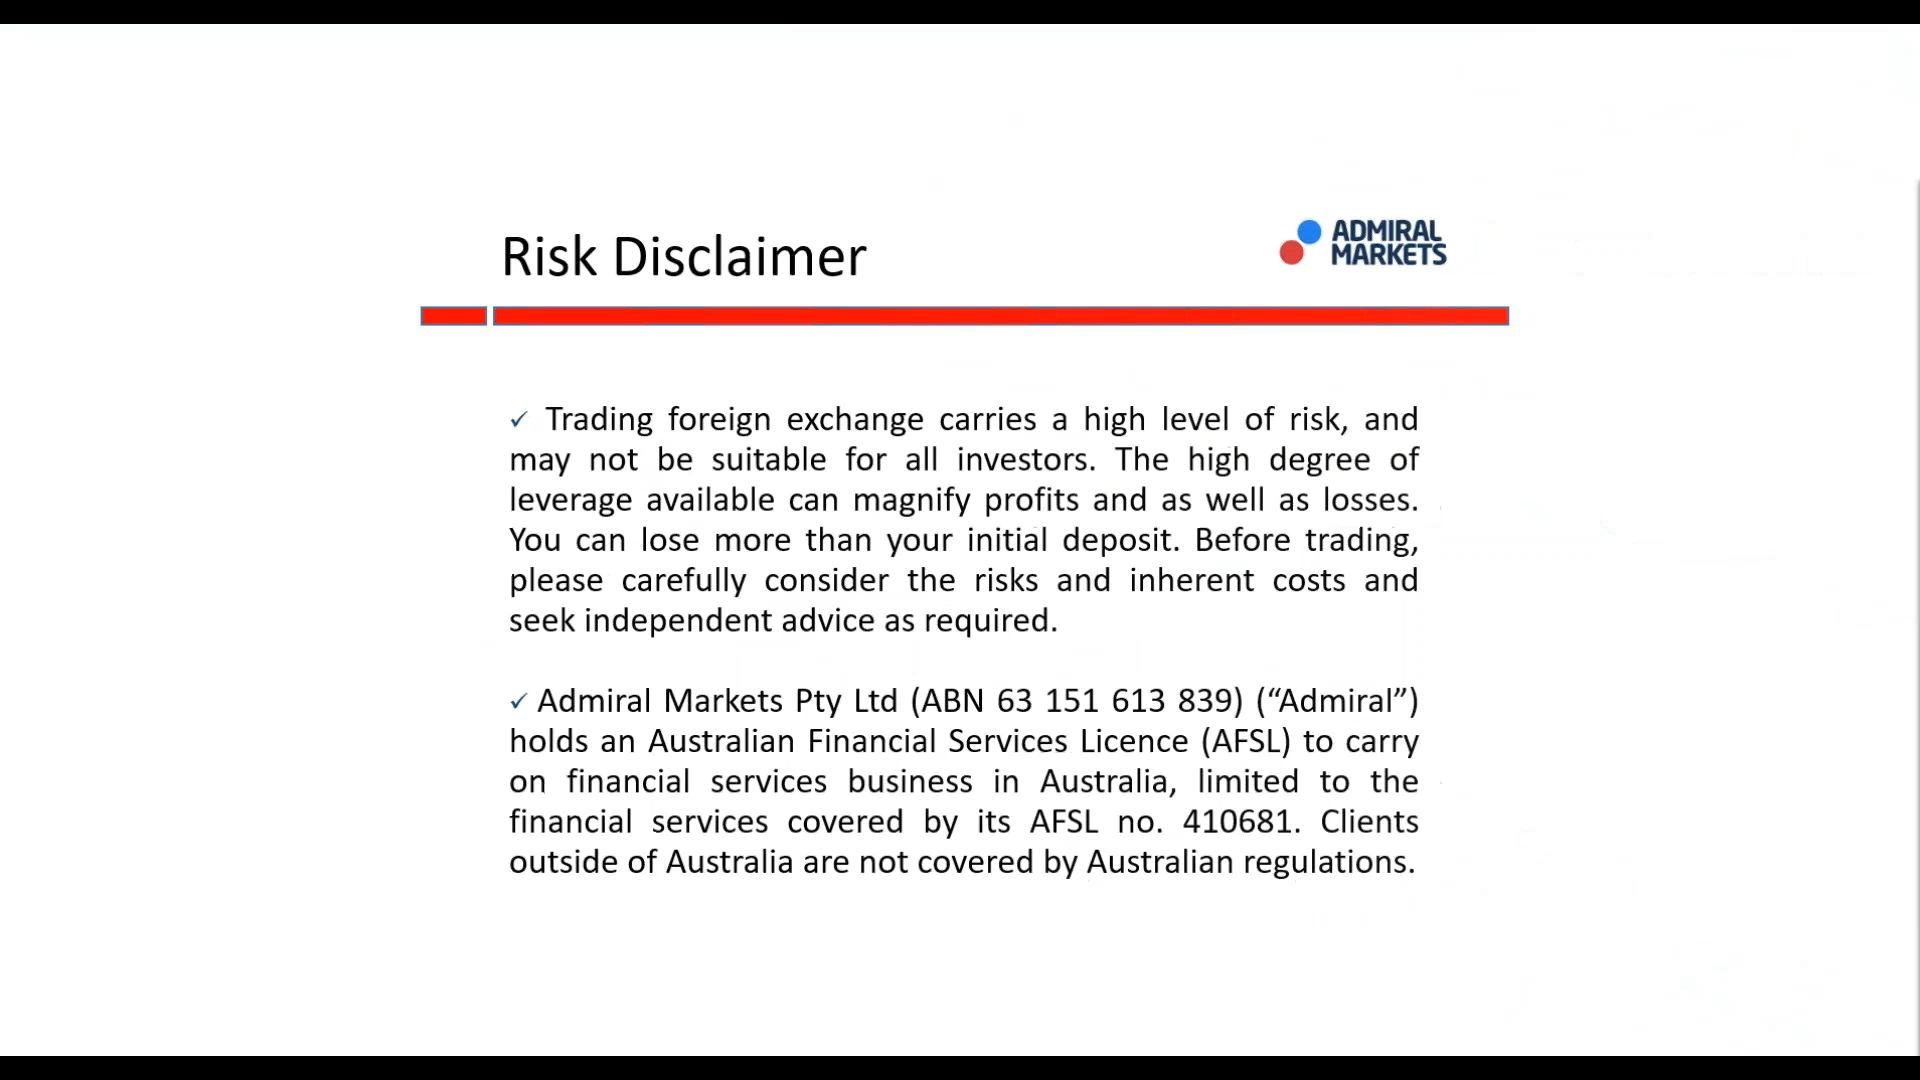 Risk Disclaimer
ADMIRAL
MARKETS
✓ Trading foreign exchange carries a high level of risk, and
may not be suitable for all investors. The high degree of
leverage available can magnify profits and as well as losses.
You can lose more than your initial deposit. Before trading,
please carefully consider the risks and inherent costs and
seek independent advice as required.
✓ Admiral Markets Pty Ltd (ABN 63 151 613 839) (“Admiral”)
holds an Australian Financial Services Licence (AFSL) to carry
on financial services business in Australia, limited to the
financial services covered by its AFSL no. 410681. Clients
outside of Australia are not covered by Australian regulations.